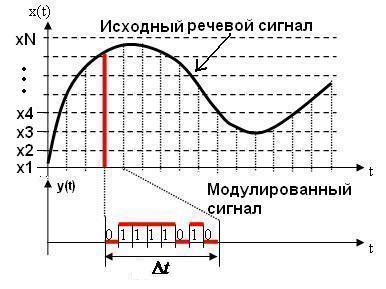 x(t)
Исходный речевой сигнал
xN
x4
x3
x2
x1
t
y(t)
Модулированный
сигнал
0 1 1 1 1 0 1 0
t
Δt